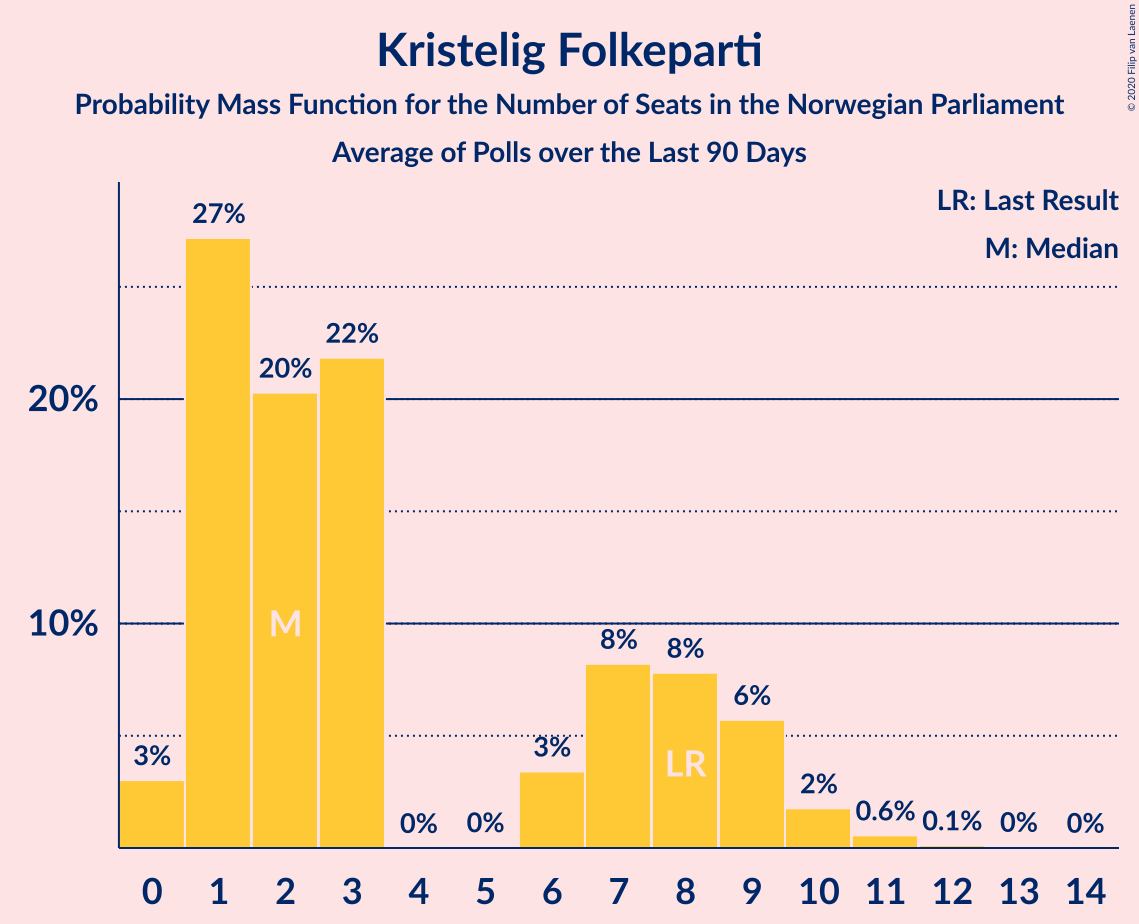 Kristelig Folkeparti
Probability Mass Function for the Number of Seats in the Norwegian Parliament
Average of Polls over the Last 90 Days
© 2020 Filip van Laenen
LR: Last Result
M: Median
27%
22%
20%
20%
10%
M
8%
8%
6%
3%
3%
LR
2%
0.6%
0.1%
0%
0%
0%
0%
0 1 2 3 4 5 6 7 8 9 10 11 12 13 14